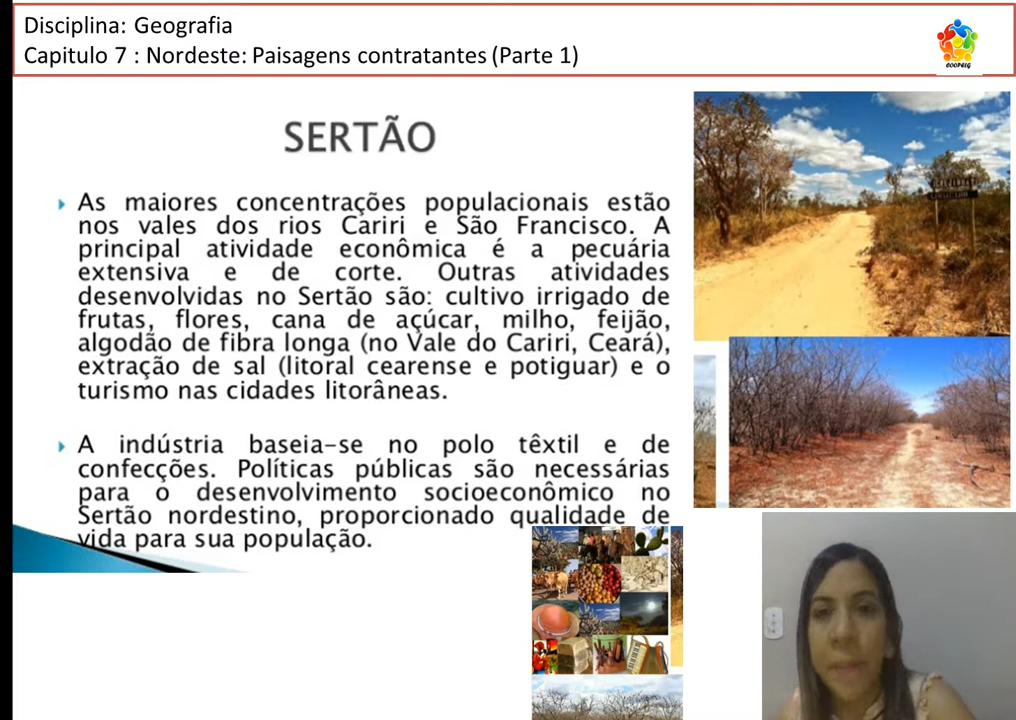 Disciplina: Geografia
Capitulo 7 : Nordeste: Paisagens contratantes (Parte 1)
COOPEIG
SERTÃO
As maiores concentrações populacionais estão
nos vales dos rios Cariri e São Francisco. A
principal atividade econômica é a pecuária
extensiva e de corte. Outras atividades
desenvolvidas no Sertão são: cultivo irrigado de
frutas, flores, cana de açúcar, milho, feijão,
algodão de fibra longa (no Vale do Cariri, Ceará),
extração de sal (litoral cearense e potiguar) e o
turismo nas cidades litorâneas.
A indústria baseia-se no polo têxtil e de
confecções. Políticas públicas são necessárias
para o desenvolvimento socioeconômico no
Sertão nordestino, proporcionado qualidade de
vida para sua população.